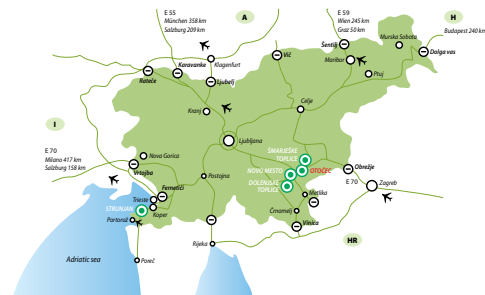 E 55
München 358 km
Salzburg 209 km
A
E 59
Wien 245 km
Graz 50 km
H
Budapest 240 km
Murska Sobota
Šentilj
Dolga vas
Vič
Maribor
Karavanke
Klagenfurt
Ptuj
Rateče
Ljubelj
Celje
Kranj
I
Ljubljana
E 70
Milano 417 km
Salzburg 158 km
Nova Gorica
ŠMARJEŠKE
TOPLICE
Vrtojba
Postojna
NOVO MESTO
OTOČEC
Obrežje
DOLENJSKE
TOPLICE
E 70
Zagreb
Fernetiči
Metlika
Trieste
STRUNJAN
Koper
Črnomelj
Portorož
Vinica
Rijeka
HR
Adriatic sea
Poreč